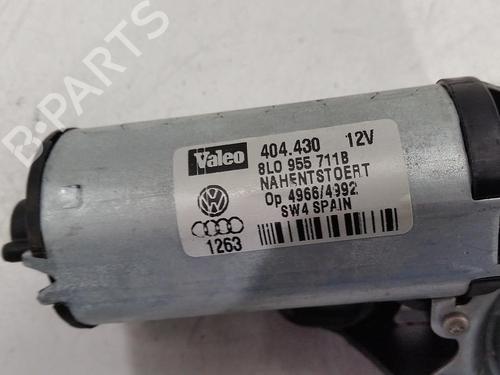 B-PARTS
Valeo 404.430 12V
8L0 955 711B
NAHENTSTOERT
Op 4966/4992
SW4 SPAIN
1263